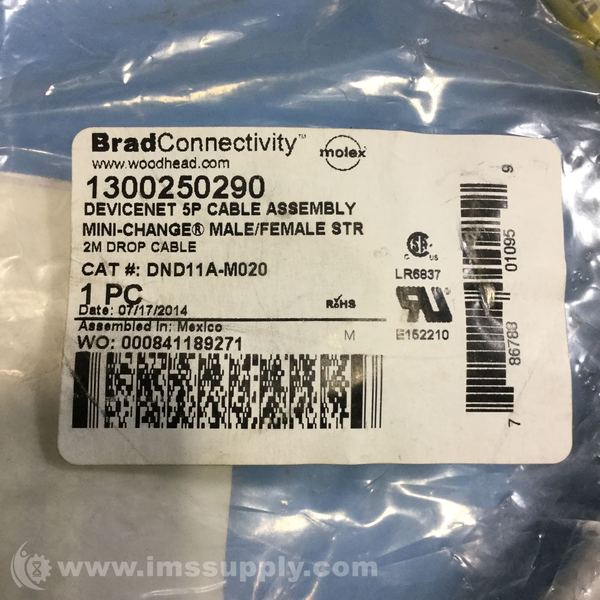 BradConnectivity™
molex
www.woodhead.com
1300250290
DEVICENET 5P CABLE ASSEMBLY
MINI-CHANGE® MALE/FEMALE STR
2M DROP CABLE
CAT #: DND11A-M020
1 PC
RoHS
Date: 07/17/2014
Assembled in: Mexico
M
WO: 000841189271
C US
LR6837
E152210
7 86788 01095 9
www.imssupply.com